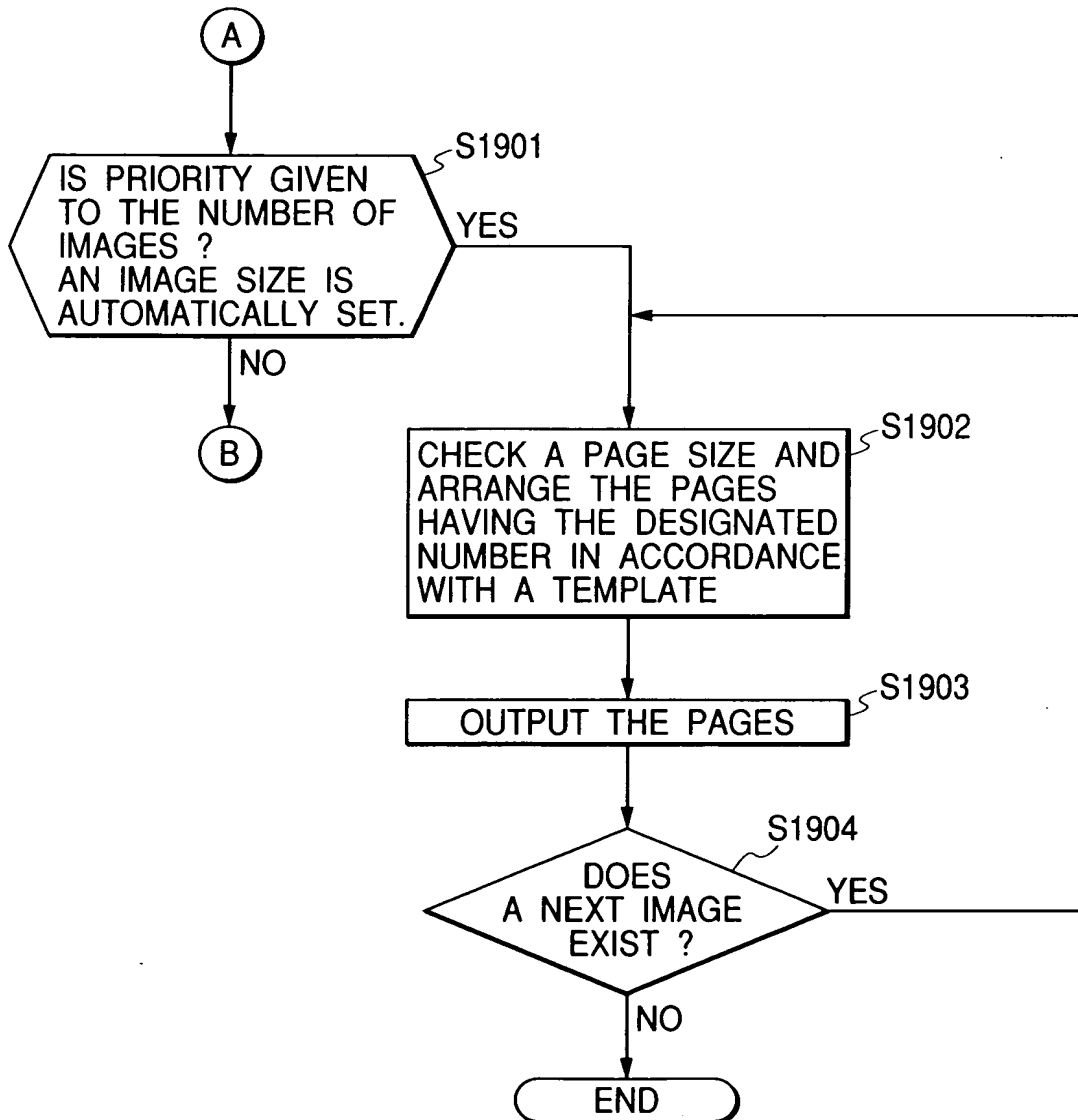 A
S1901
IS PRIORITY GIVEN
TO THE NUMBER OF
IMAGES ?
AN IMAGE SIZE IS
AUTOMATICALLY SET.
YES
NO
B
S1902
CHECK A PAGE SIZE AND
ARRANGE THE PAGES
HAVING THE DESIGNATED
NUMBER IN ACCORDANCE
WITH A TEMPLATE
S1903
OUTPUT THE PAGES
S1904
DOES
A NEXT IMAGE
EXIST ?
YES
NO
END